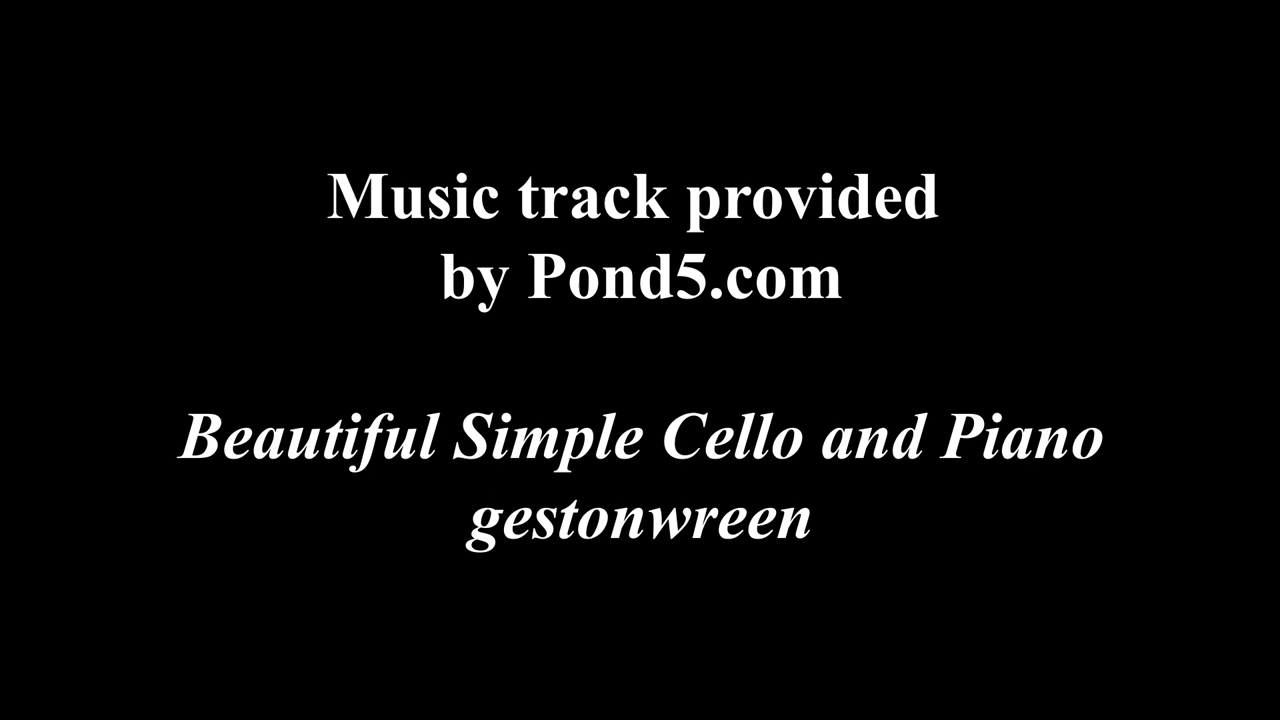 Music track provided
by Pond5.com
Beautiful Simple Cello and Piano
gestonwreen